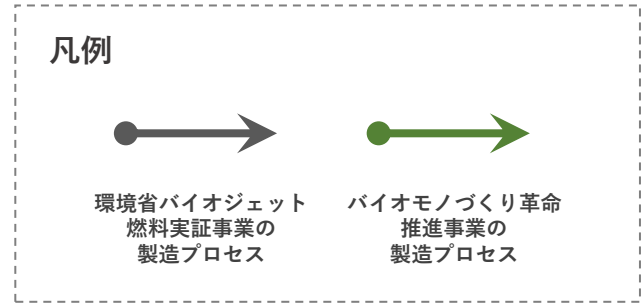 凡例
環境省バイオジェット
燃料実証事業の
製造プロセス
バイオモノづくり革命
推進事業の
製造プロセス